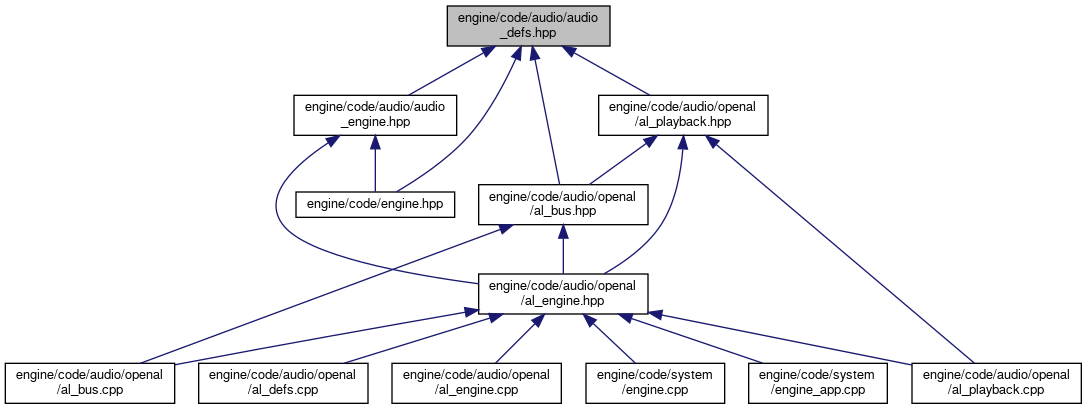 engine/code/audio/audio
_defs.hpp
engine/code/audio/audio
_engine.hpp
engine/code/audio/openal
/al_playback.hpp
engine/code/engine.hpp
engine/code/audio/openal
/al_bus.hpp
engine/code/audio/openal
/al_engine.hpp
engine/code/audio/openal
/al_bus.cpp
engine/code/audio/openal
/al_defs.cpp
engine/code/audio/openal
/al_engine.cpp
engine/code/system
/engine.cpp
engine/code/system
/engine_app.cpp
engine/code/audio/openal
/al_playback.cpp